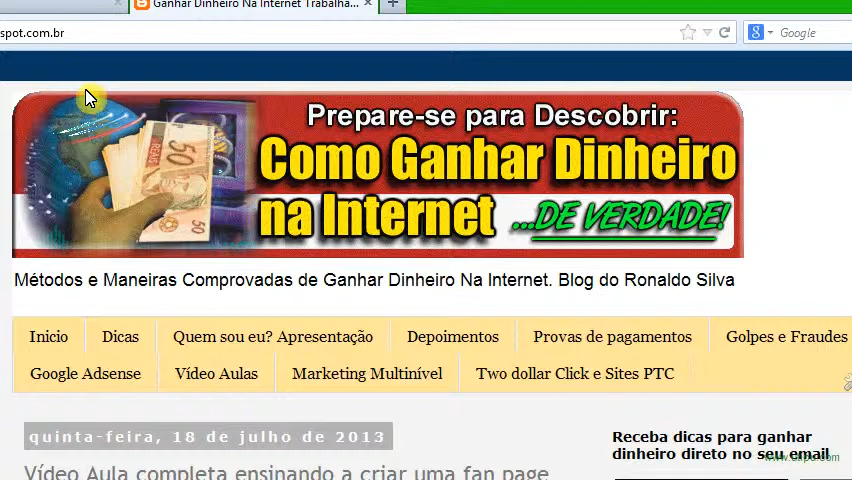 Ganhar Dinheiro Na Internet Trabalha...
spot.com.br
Google
Prepare-se para Descobrir:
Como Ganhar Dinheiro
na Internet ...DE VERDADE!
50
REAIS
50
Métodos e Maneiras Comprovadas de Ganhar Dinheiro Na Internet. Blog do Ronaldo Silva
Inicio Dicas Quem sou eu? Apresentação Depoimentos Provas de pagamentos Golpes e Fraudes
Google Adsense Vídeo Aulas Marketing Multinível Two dollar Click e Sites PTC
quinta-feira, 18 de julho de 2013
Vídeo Aula completa ensinando a criar uma fan page
Receba dicas para ganhar
dinheiro direto no seu email